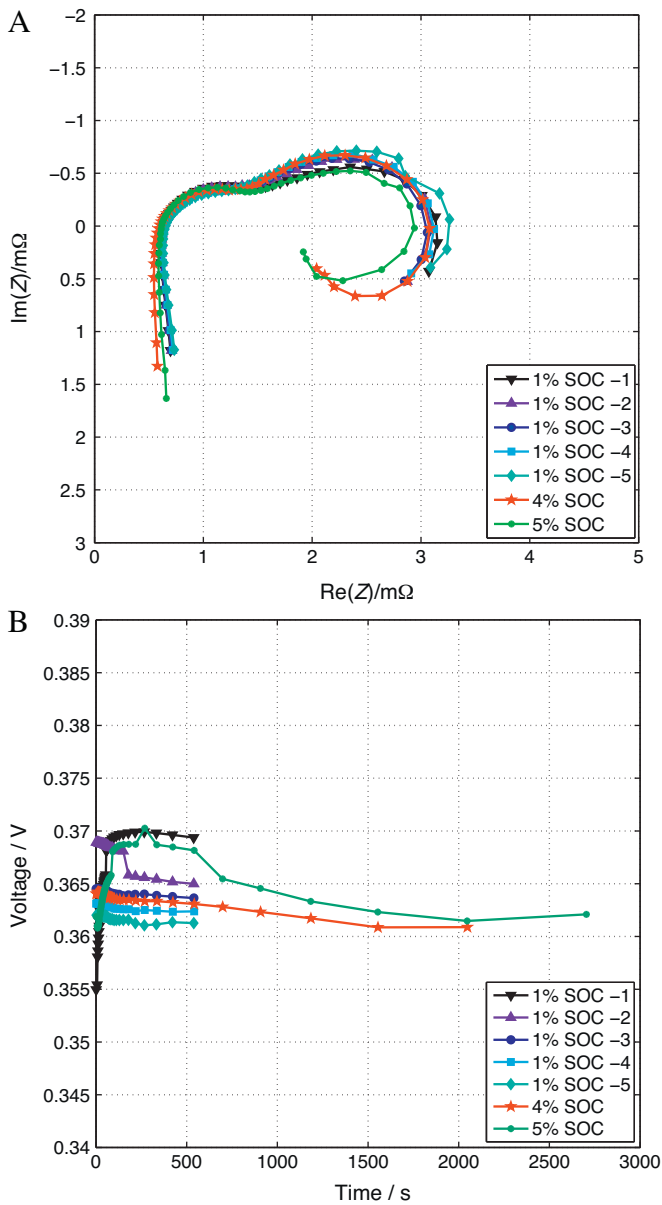 A
−2
−1.5
−1
−0.5
0
0.5
1
1.5
2
2.5
3
Im(Z)/mΩ
0 1 2 3 4 5
Re(Z)/mΩ
1% SOC −1
1% SOC −2
1% SOC −3
1% SOC −4
1% SOC −5
4% SOC
5% SOC
B
0.39
0.385
0.38
0.375
0.37
0.365
0.36
0.355
0.35
0.345
0.34
Voltage / V
0 500 1000 1500 2000 2500 3000
Time / s
1% SOC −1
1% SOC −2
1% SOC −3
1% SOC −4
1% SOC −5
4% SOC
5% SOC